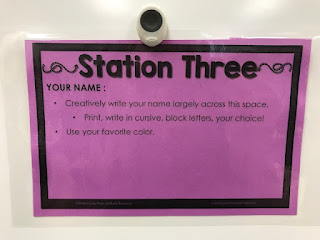 Station Three
YOUR NAME :
• Creatively write your name largely across this space.
• Print, write in cursive, block letters, your choice!
• Use your favorite color.